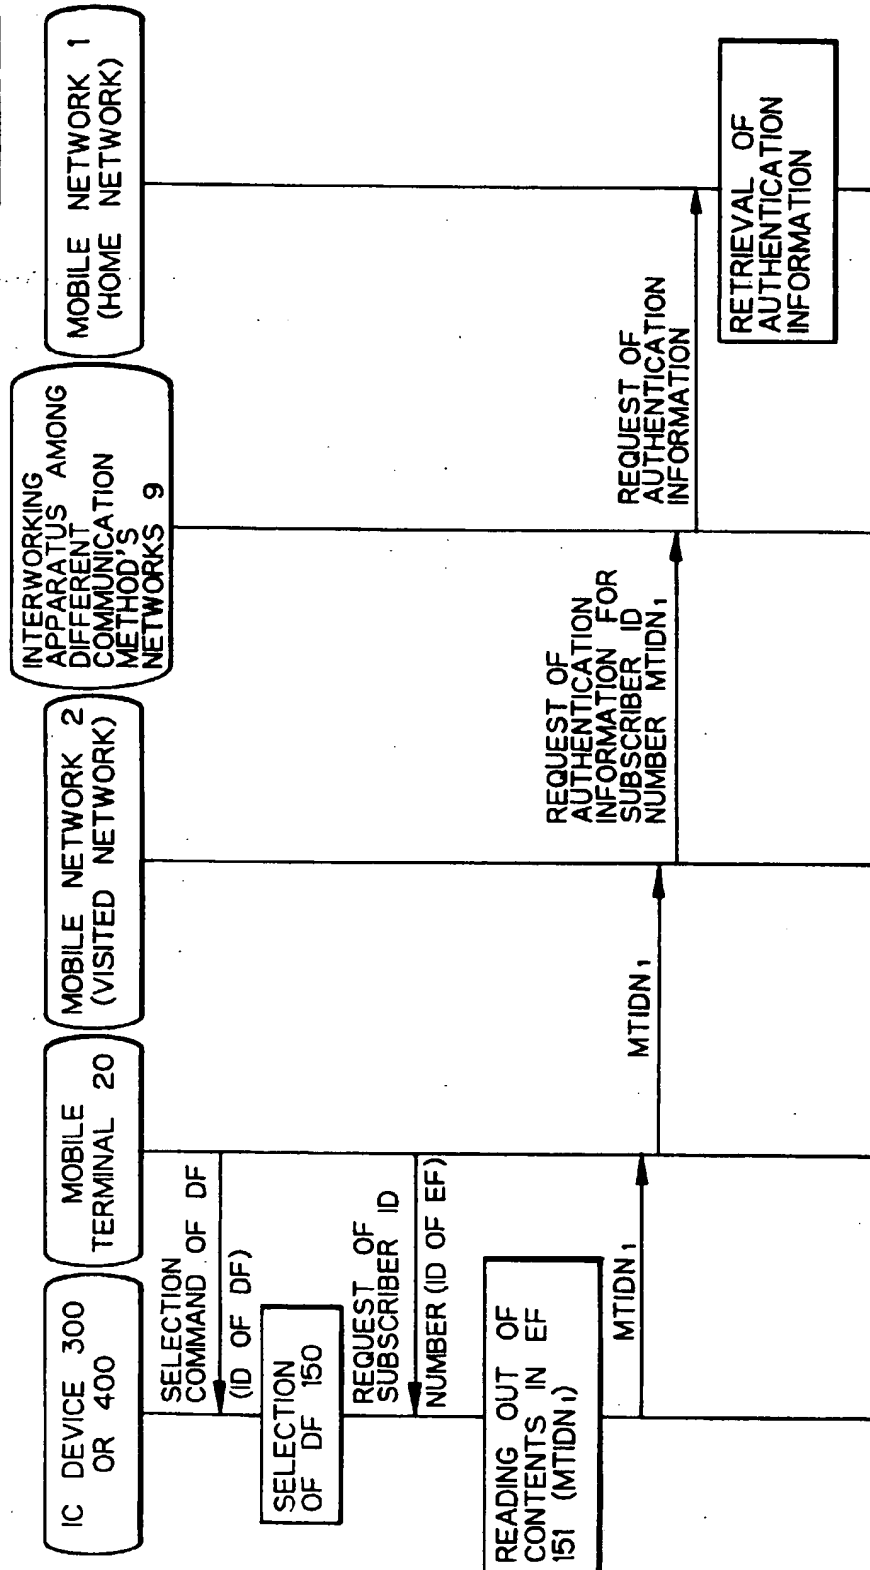 IC DEVICE 300
OR 400
MOBILE
TERMINAL 20
MOBILE NETWORK 2
(VISITED NETWORK)
INTERWORKING
APPARATUS AMONG
DIFFERENT
COMMUNICATION
METHOD'S
NETWORKS 9
MOBILE NETWORK 1
(HOME NETWORK)
SELECTION
COMMAND OF DF
(ID OF DF)
SELECTION
OF DF 150
REQUEST OF
SUBSCRIBER ID
NUMBER (ID OF EF)
READING OUT OF
CONTENTS IN EF
151 (MTIDN₁)
MTIDN₁
MTIDN₁
REQUEST OF
AUTHENTICATION
INFORMATION FOR
SUBSCRIBER ID
NUMBER MTIDN₁
REQUEST OF
AUTHENTICATION
INFORMATION
RETRIEVAL OF
AUTHENTICATION
INFORMATION